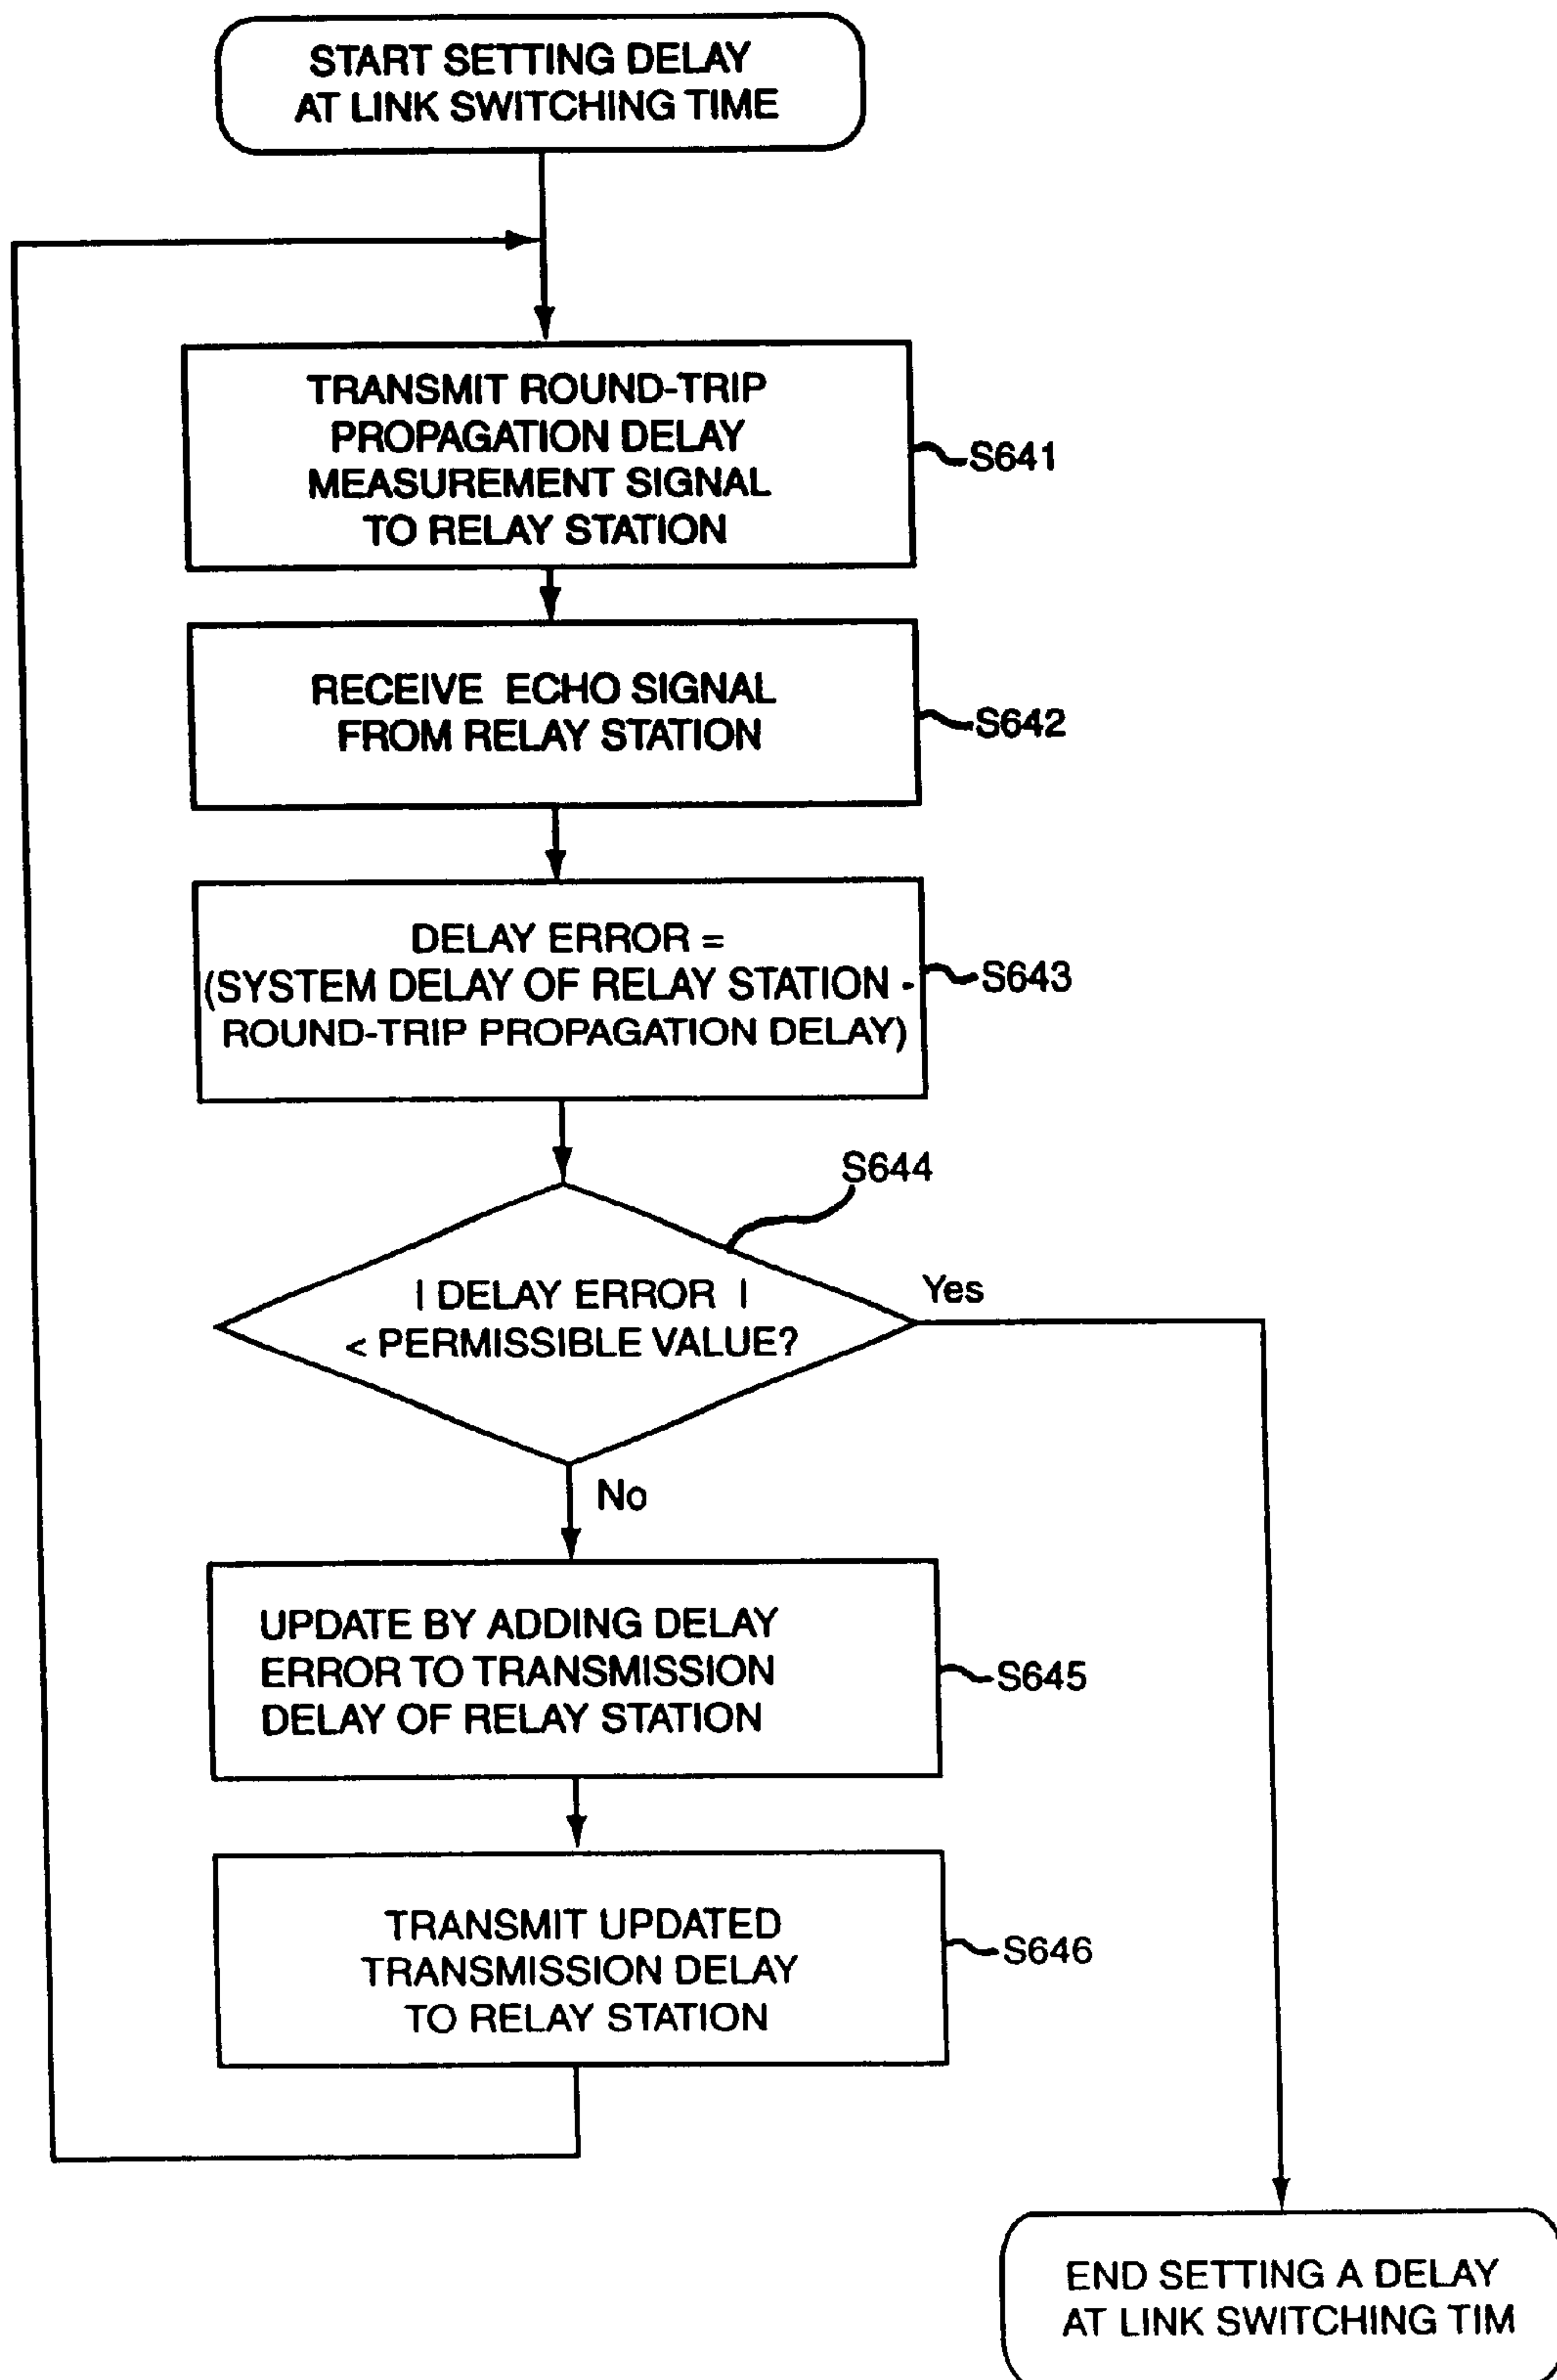 START SETTING DELAY
AT LINK SWITCHING TIME
TRANSMIT ROUND-TRIP
PROPAGATION DELAY
MEASUREMENT SIGNAL
TO RELAY STATION
S641
RECEIVE ECHO SIGNAL
FROM RELAY STATION
S642
DELAY ERROR =
(SYSTEM DELAY OF RELAY STATION -
ROUND-TRIP PROPAGATION DELAY)
S643
S644
| DELAY ERROR |
< PERMISSIBLE VALUE?
Yes
No
UPDATE BY ADDING DELAY
ERROR TO TRANSMISSION
DELAY OF RELAY STATION
S645
TRANSMIT UPDATED
TRANSMISSION DELAY
TO RELAY STATION
S646
END SETTING A DELAY
AT LINK SWITCHING TIM